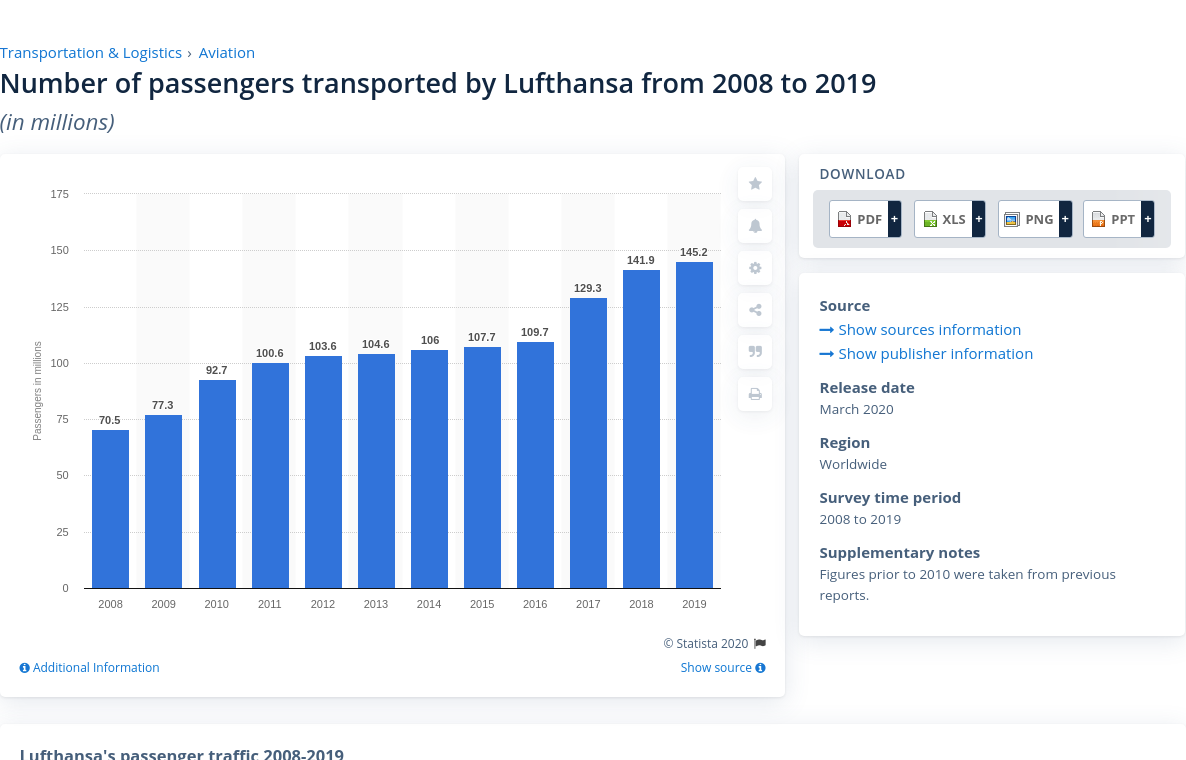 Transportation & Logistics › Aviation
Number of passengers transported by Lufthansa from 2008 to 2019
(in millions)
175
150
125
100
75
50
25
0
Passengers in millions
70.5
77.3
92.7
100.6
103.6
104.6
106
107.7
109.7
129.3
141.9
145.2
2008
2009
2010
2011
2012
2013
2014
2015
2016
2017
2018
2019
© Statista 2020
Additional Information
Show source
DOWNLOAD
PDF +
XLS +
PNG +
PPT +
Source
Show sources information
Show publisher information
Release date
March 2020
Region
Worldwide
Survey time period
2008 to 2019
Supplementary notes
Figures prior to 2010 were taken from previous
reports.
Lufthansa's passenger traffic 2008-2019